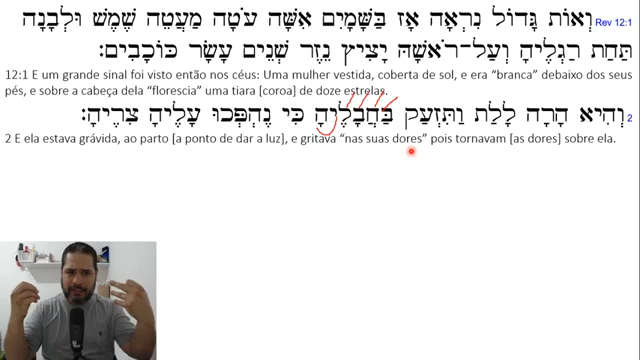 וְאוֹת גָּדוֹל נִרְאָה אָז בַּשָּׁמָיִם אִשָּׁה עֹטָה מַעֲטֵה שֶׁמֶשׁ וּלְבָנָה Rev 12:1
תַּחַת רַגְלֶיהָ וְעַל־רֹאשָׁהּ יָצִיץ נֵזֶר שְׁנֵים עָשָׂר כּוֹכָבִים׃
12:1 E um grande sinal foi visto então nos céus: Uma mulher vestida, coberta de sol, e era “branca” debaixo dos seus
pés, e sobre a cabeça dela “florescia” uma tiara [coroa] de doze estrelas.
וְהִיא הָרָה לָלַת וַתִּזְעַק בַּחֲבָלֶיהָ כִּי נֶהֶפְכוּ עָלֶיהָ צִרֶיהָ׃ 2
2 E ela estava grávida, ao parto [a ponto de dar a luz], e gritava “nas suas dores” pois tornavam [as dores] sobre ela.